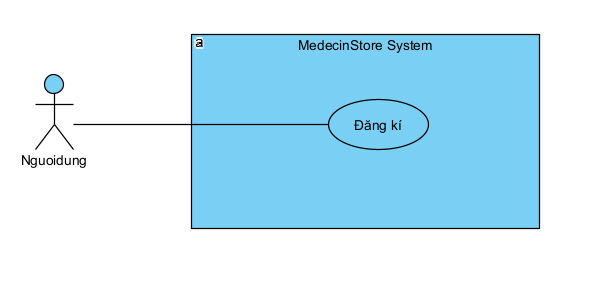 a
MedecinStore System
Đăng kí
Nguoidung